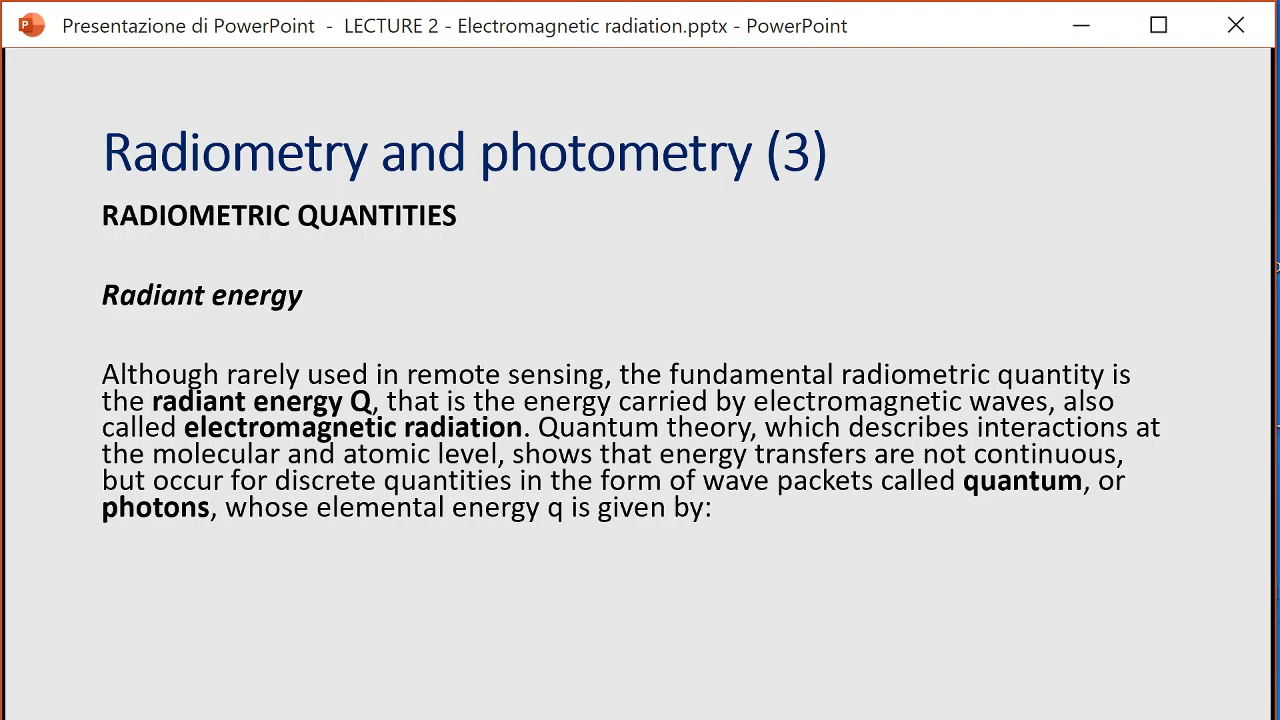 Presentazione di PowerPoint - LECTURE 2 - Electromagnetic radiation.pptx - PowerPoint
Radiometry and photometry (3)
RADIOMETRIC QUANTITIES
Radiant energy
Although rarely used in remote sensing, the fundamental radiometric quantity is
the radiant energy Q, that is the energy carried by electromagnetic waves, also
called electromagnetic radiation. Quantum theory, which describes interactions at
the molecular and atomic level, shows that energy transfers are not continuous,
but occur for discrete quantities in the form of wave packets called quantum, or
photons, whose elemental energy q is given by: